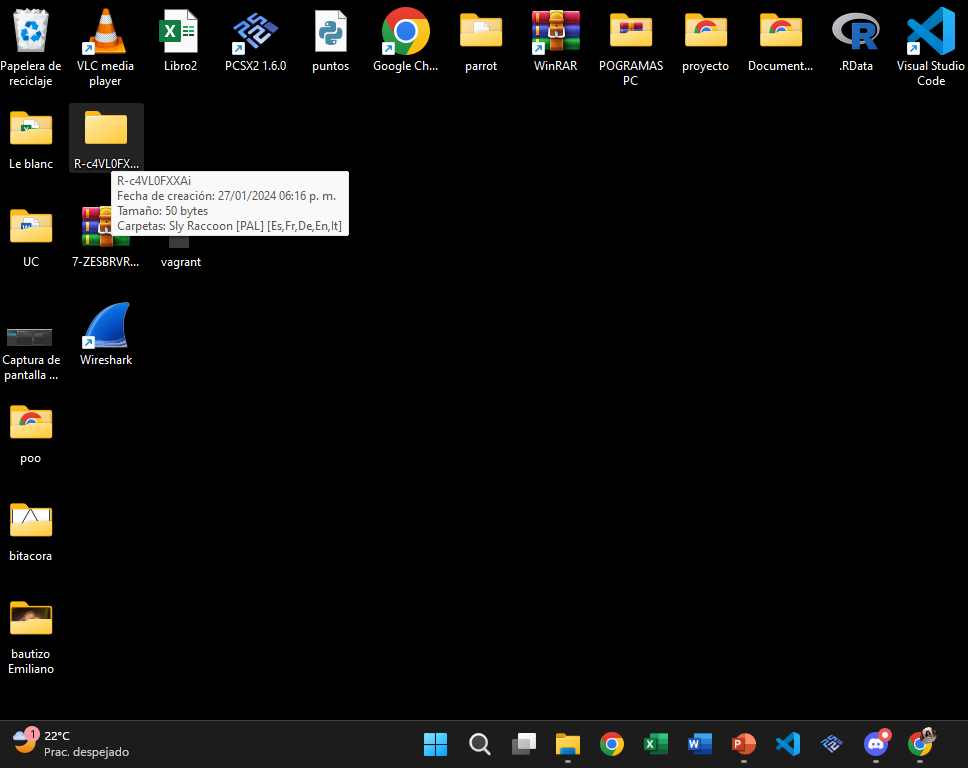 Papelera de
reciclaje
VLC media
player
Libro2
PCSX2 1.6.0
puntos
Google Ch...
parrot
WinRAR
POGRAMAS
PC
proyecto
Document...
.RData
Visual Studio
Code
Le blanc
R-c4VL0FX...
R-c4VL0FXXAi
Fecha de creación: 27/01/2024 06:16 p. m.
Tamaño: 50 bytes
Carpetas: Sly Raccoon [PAL] [Es,Fr,De,En,It]
UC
7-ZESBRVR...
vagrant
Captura de
pantalla ...
Wireshark
poo
bitacora
bautizo
Emiliano
1
22°C
Prac. despejado